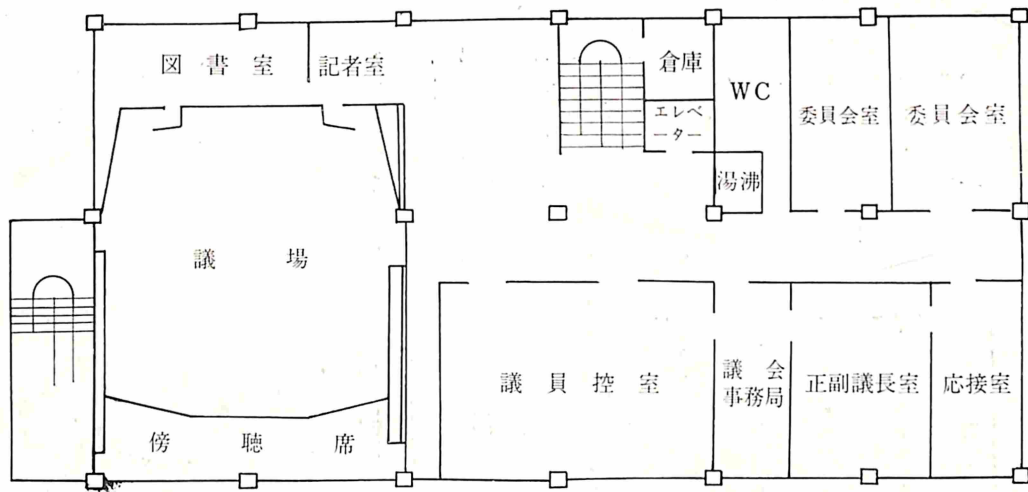 図書室
記者室
倉庫
エレベ
ーター
WC
委員会室
委員会室
湯沸
議場
議員控室
議会
事務局
正副議長室
応接室
傍聴席